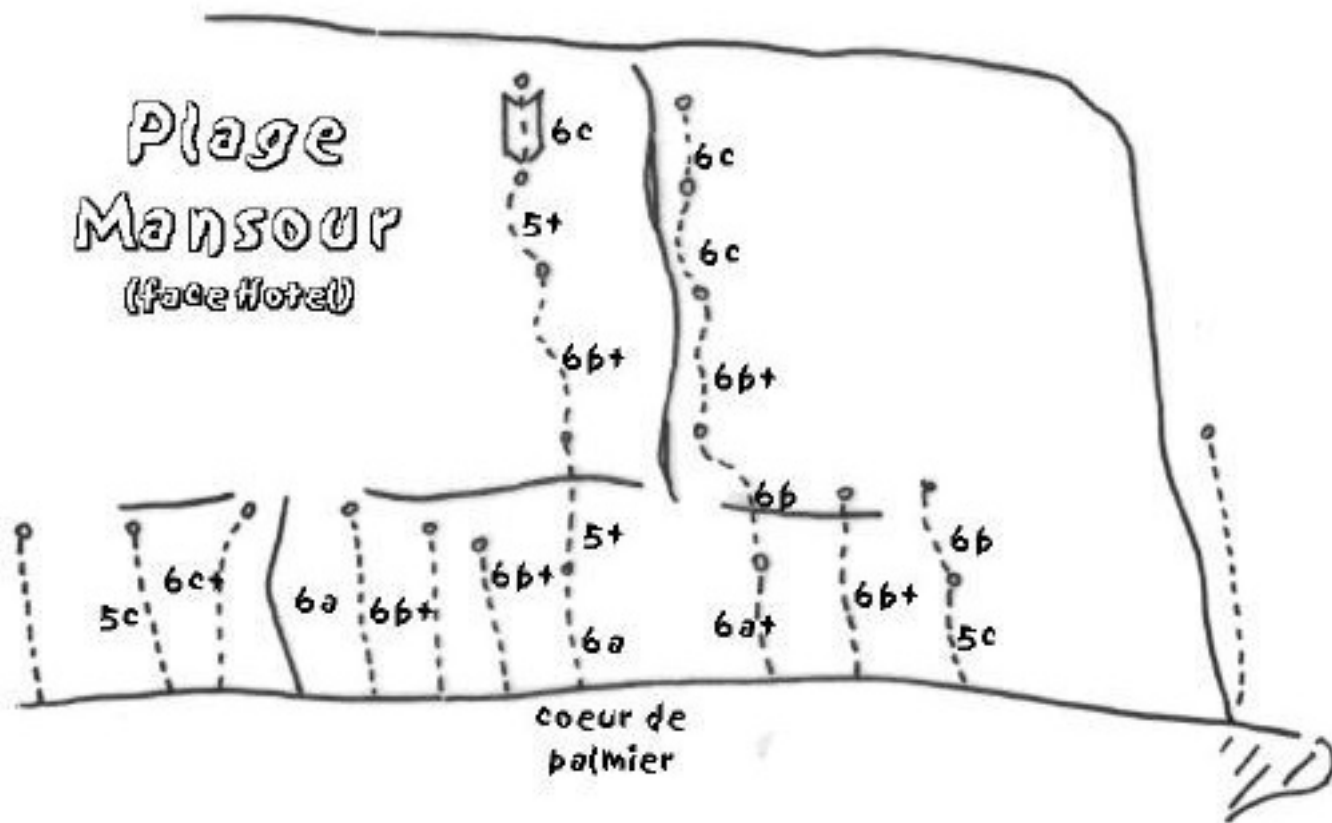 Plage
Mansour
(face Hotel)
6c
6c
5+
6c
6b+
6b+
6b
5+
6b
6c+
6b+
6a
6b+
6b+
5c
6a+
6a
5c
coeur de
palmier